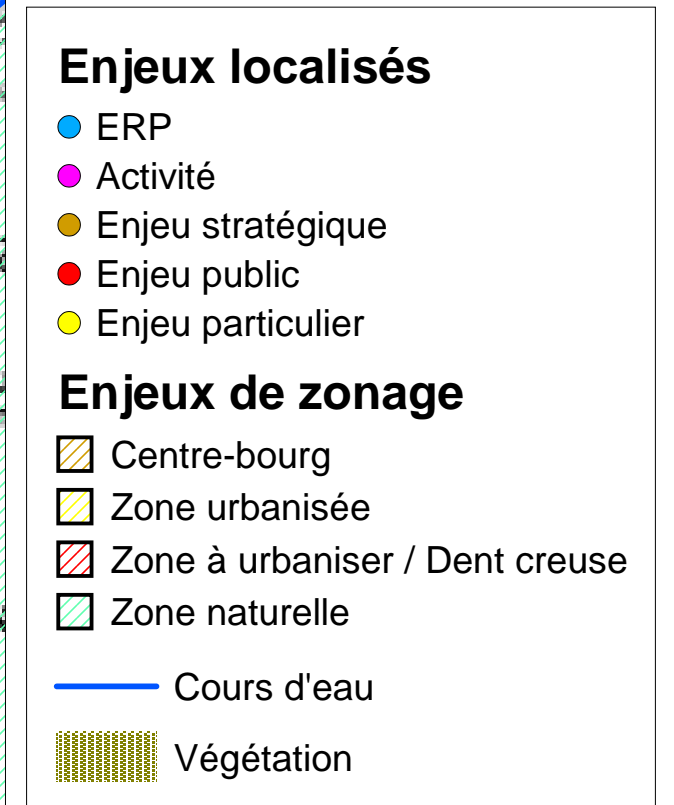 Enjeux localisés
ERP
Activité
Enjeu stratégique
Enjeu public
Enjeu particulier
Enjeux de zonage
Centre-bourg
Zone urbanisée
Zone à urbaniser / Dent creuse
Zone naturelle
Cours d'eau
Végétation